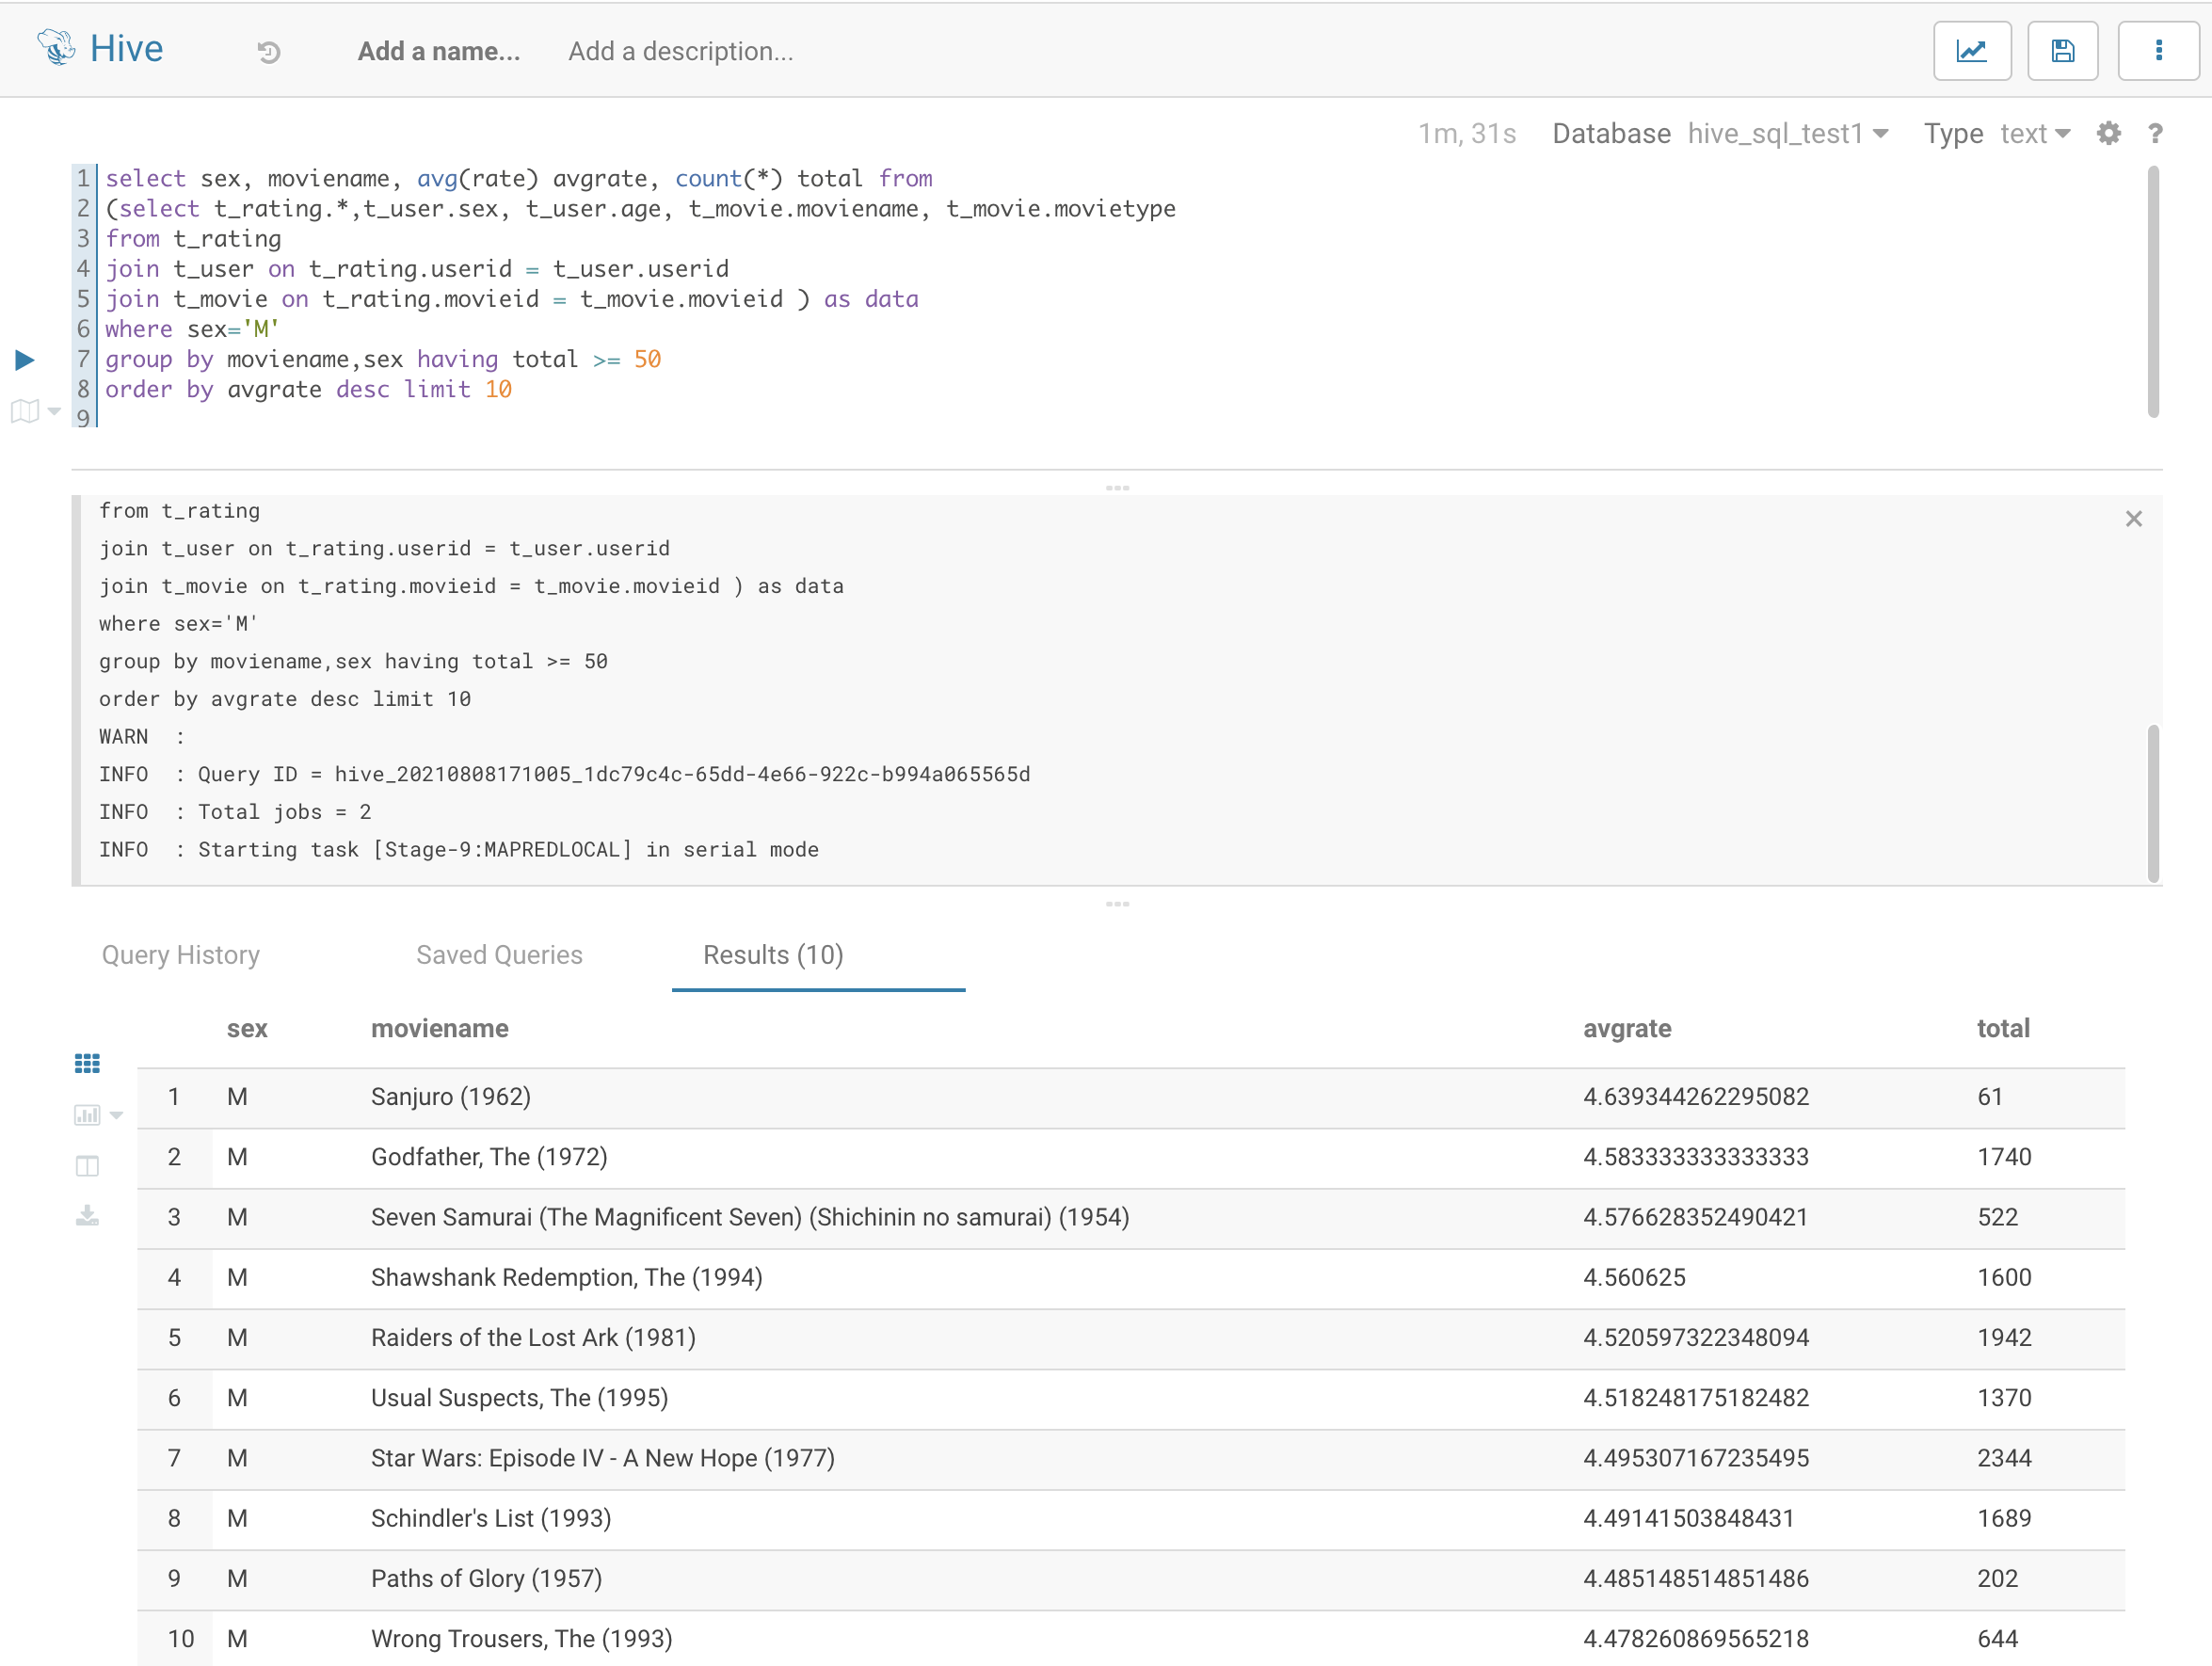 Hive Add a name... Add a description...
1m, 31s Database hive_sql_test1 Type text ?
1 select sex, moviename, avg(rate) avgrate, count(*) total from
2 (select t_rating.*,t_user.sex, t_user.age, t_movie.moviename, t_movie.movietype
3 from t_rating
4 join t_user on t_rating.userid = t_user.userid
5 join t_movie on t_rating.movieid = t_movie.movieid ) as data
6 where sex='M'
7 group by moviename,sex having total >= 50
8 order by avgrate desc limit 10
9
from t_rating
join t_user on t_rating.userid = t_user.userid
join t_movie on t_rating.movieid = t_movie.movieid ) as data
where sex='M'
group by moviename,sex having total >= 50
order by avgrate desc limit 10
WARN  :
INFO  : Query ID = hive_20210808171005_1dc79c4c-65dd-4e66-922c-b994a065565d
INFO  : Total jobs = 2
INFO  : Starting task [Stage-9:MAPREDLOCAL] in serial mode
Query History Saved Queries Results (10)
sex moviename avgrate total
1 M Sanjuro (1962) 4.639344262295082 61
2 M Godfather, The (1972) 4.583333333333333 1740
3 M Seven Samurai (The Magnificent Seven) (Shichinin no samurai) (1954) 4.576628352490421 522
4 M Shawshank Redemption, The (1994) 4.560625 1600
5 M Raiders of the Lost Ark (1981) 4.520597322348094 1942
6 M Usual Suspects, The (1995) 4.518248175182482 1370
7 M Star Wars: Episode IV - A New Hope (1977) 4.495307167235495 2344
8 M Schindler's List (1993) 4.49141503848431 1689
9 M Paths of Glory (1957) 4.485148514851486 202
10 M Wrong Trousers, The (1993) 4.478260869565218 644